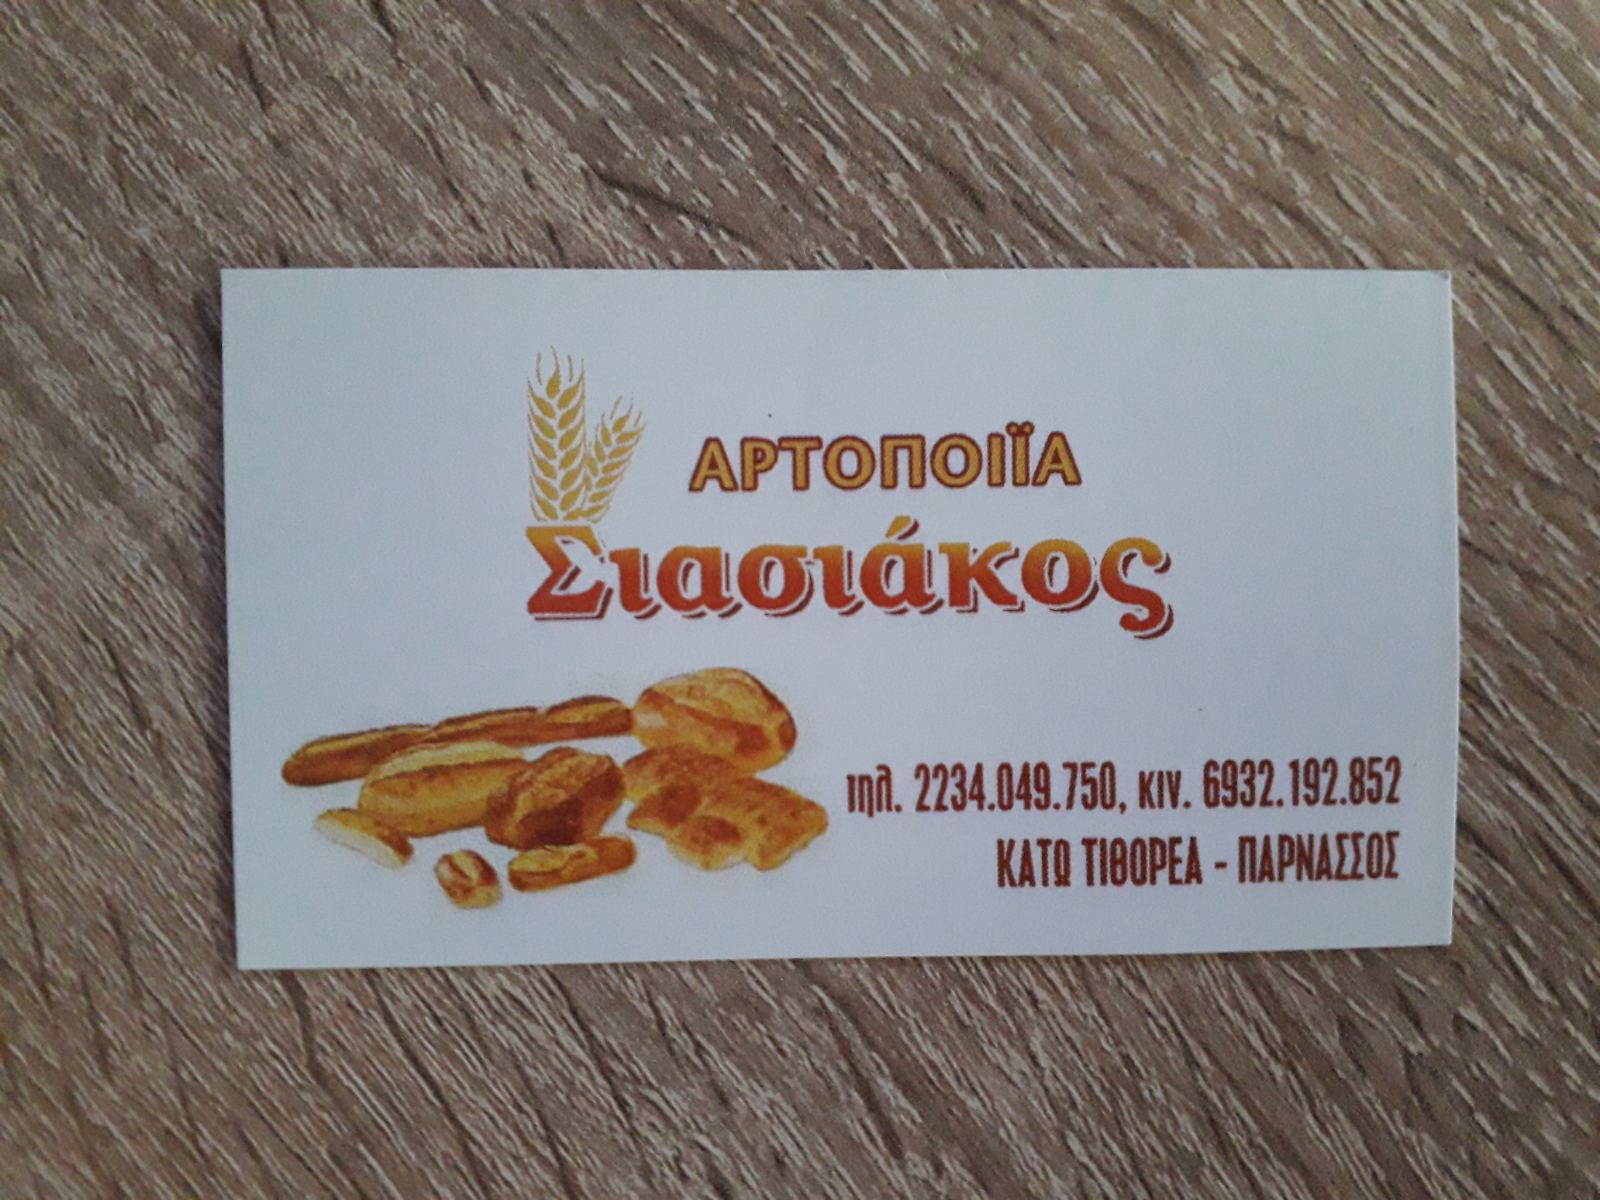 ΑΡΤΟΠΟΙΪΑ
Σιασιάκος
τηλ. 2234.049.750, κιν. 6932.192.852
ΚΑΤΩ ΤΙΘΟΡΕΑ - ΠΑΡΝΑΣΣΟΣ